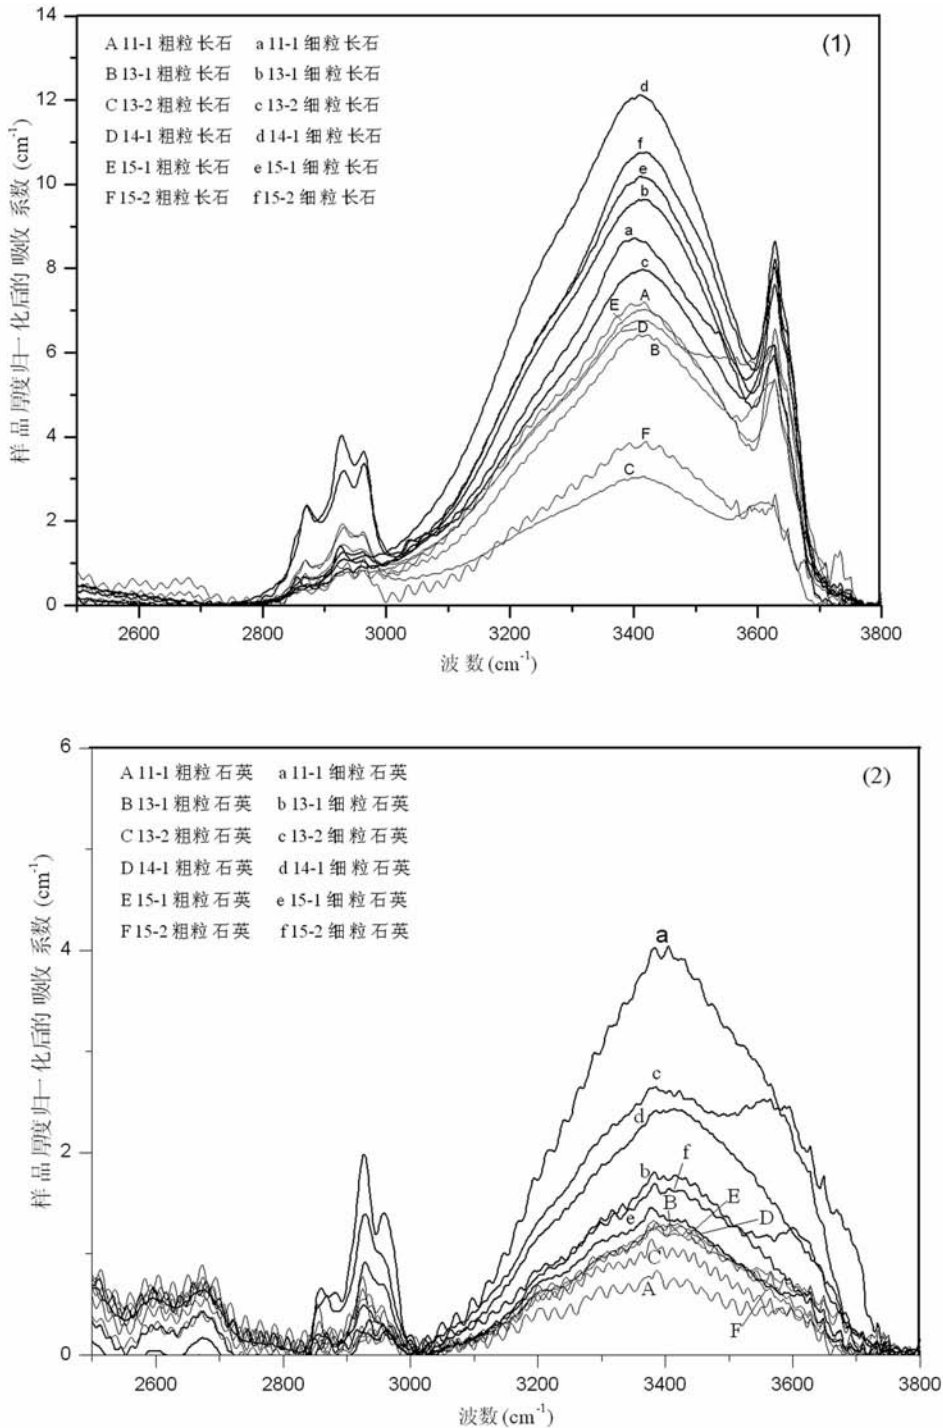 14
12
10
8
6
4
2
0
样品厚度归一化后的吸收系数 (cm-1)
(1)
A 11-1 粗粒长石 a 11-1 细粒长石
B 13-1 粗粒长石 b 13-1 细粒长石
C 13-2 粗粒长石 c 13-2 细粒长石
D 14-1 粗粒长石 d 14-1 细粒长石
E 15-1 粗粒长石 e 15-1 细粒长石
F 15-2 粗粒长石 f 15-2 细粒长石
d
f
e
b
a
c
A
E
D
B
F
C
2600 2800 3000 3200 3400 3600 3800
波数 (cm-1)
6
4
2
0
样品厚度归一化后的吸收系数 (cm-1)
(2)
A 11-1 粗粒石英 a 11-1 细粒石英
B 13-1 粗粒石英 b 13-1 细粒石英
C 13-2 粗粒石英 c 13-2 细粒石英
D 14-1 粗粒石英 d 14-1 细粒石英
E 15-1 粗粒石英 e 15-1 细粒石英
F 15-2 粗粒石英 f 15-2 细粒石英
a
c
d
b f
B E
e D
C
A
F
2600 2800 3000 3200 3400 3600 3800
波数 (cm-1)